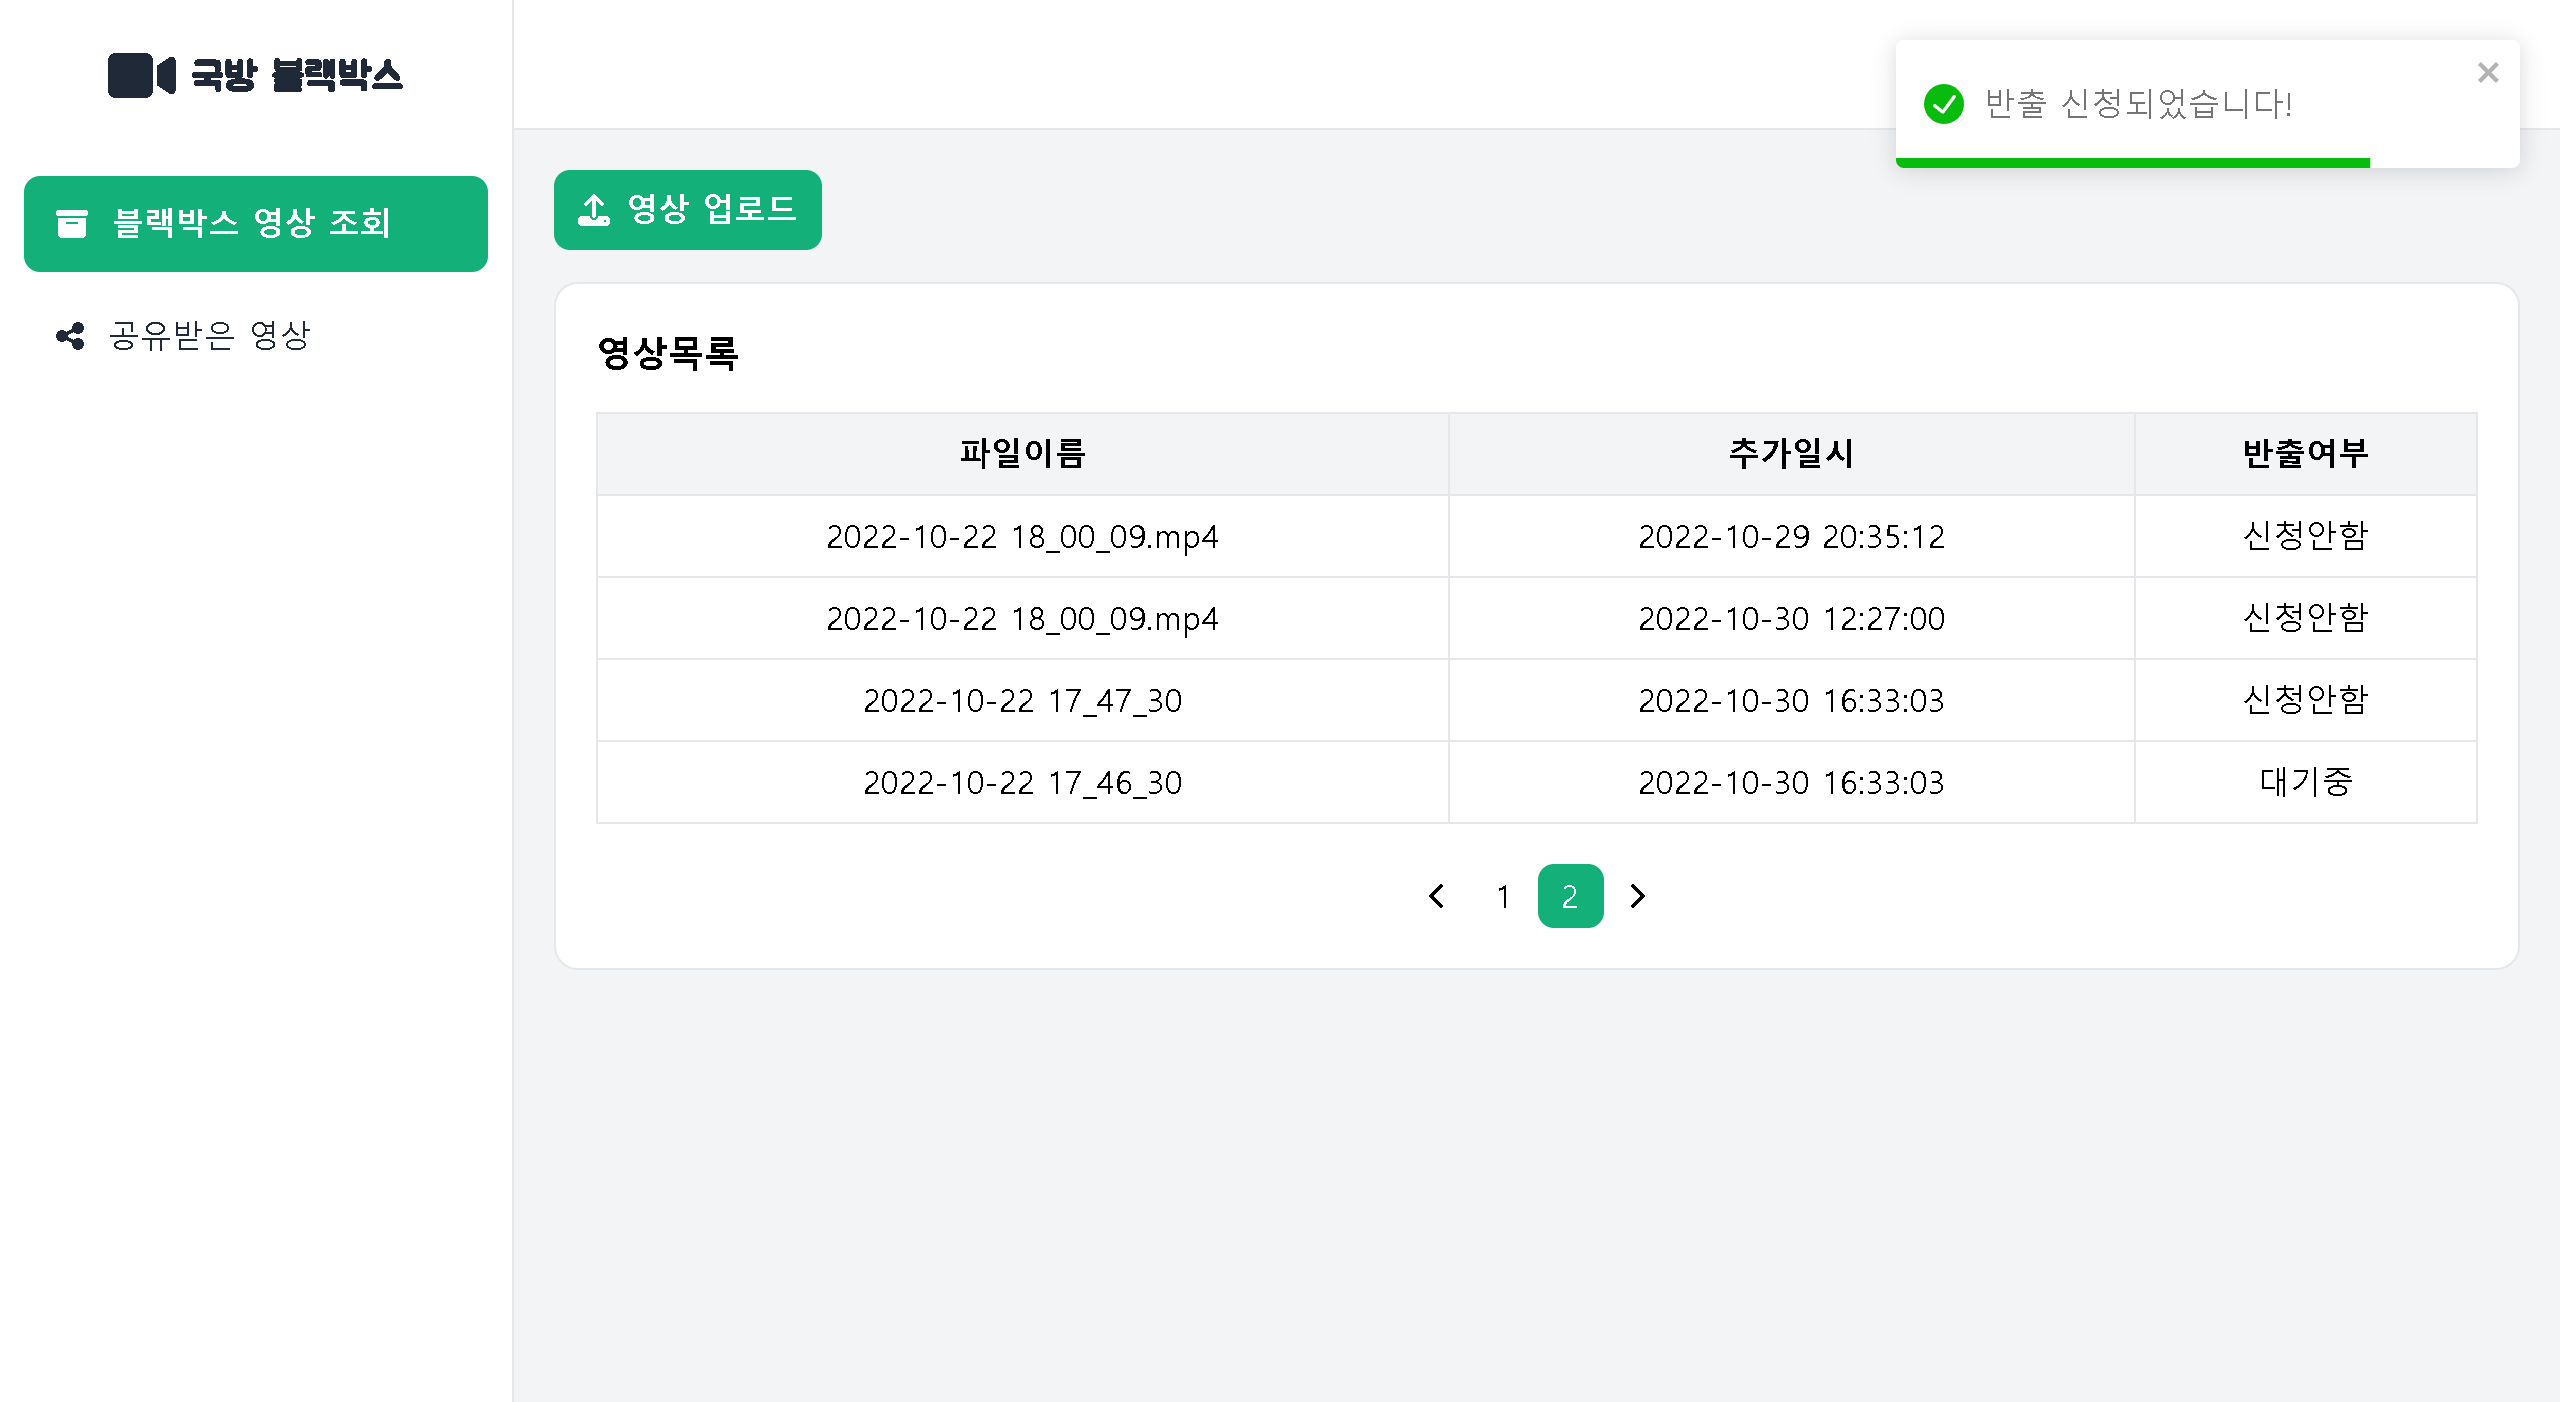 국방 블랙박스
반출 신청되었습니다!
블랙박스 영상 조회
공유받은 영상
영상 업로드
영상목록
파일이름 추가일시 반출여부
2022-10-22 18_00_09.mp4 2022-10-29 20:35:12 신청안함
2022-10-22 18_00_09.mp4 2022-10-30 12:27:00 신청안함
2022-10-22 17_47_30 2022-10-30 16:33:03 신청안함
2022-10-22 17_46_30 2022-10-30 16:33:03 대기중
1 2